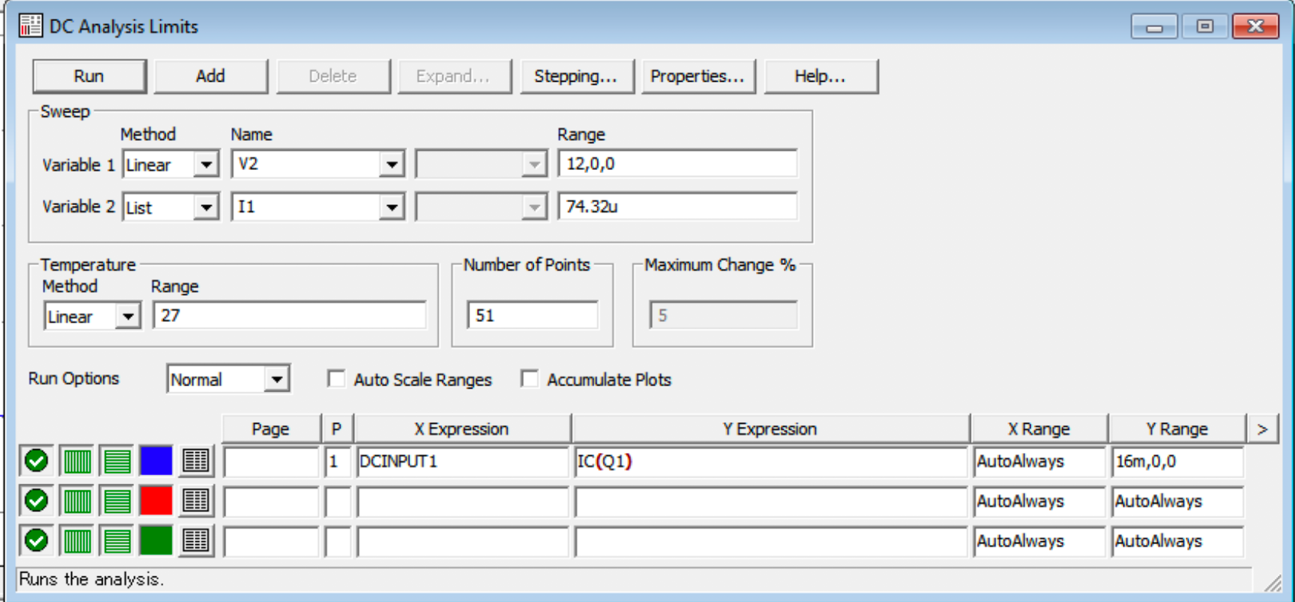 DC Analysis Limits
Run Add Delete Expand... Stepping... Properties... Help...
Sweep
Method Name Range
Variable 1 Linear V2 12,0,0
Variable 2 List I1 74.32u
Temperature Number of Points Maximum Change %
Method Range
Linear 27 51 5
Run Options Normal Auto Scale Ranges Accumulate Plots
Page P X Expression Y Expression X Range Y Range >
1 DCINPUT1 IC(Q1) AutoAlways 16m,0,0
AutoAlways AutoAlways
AutoAlways AutoAlways
Runs the analysis.